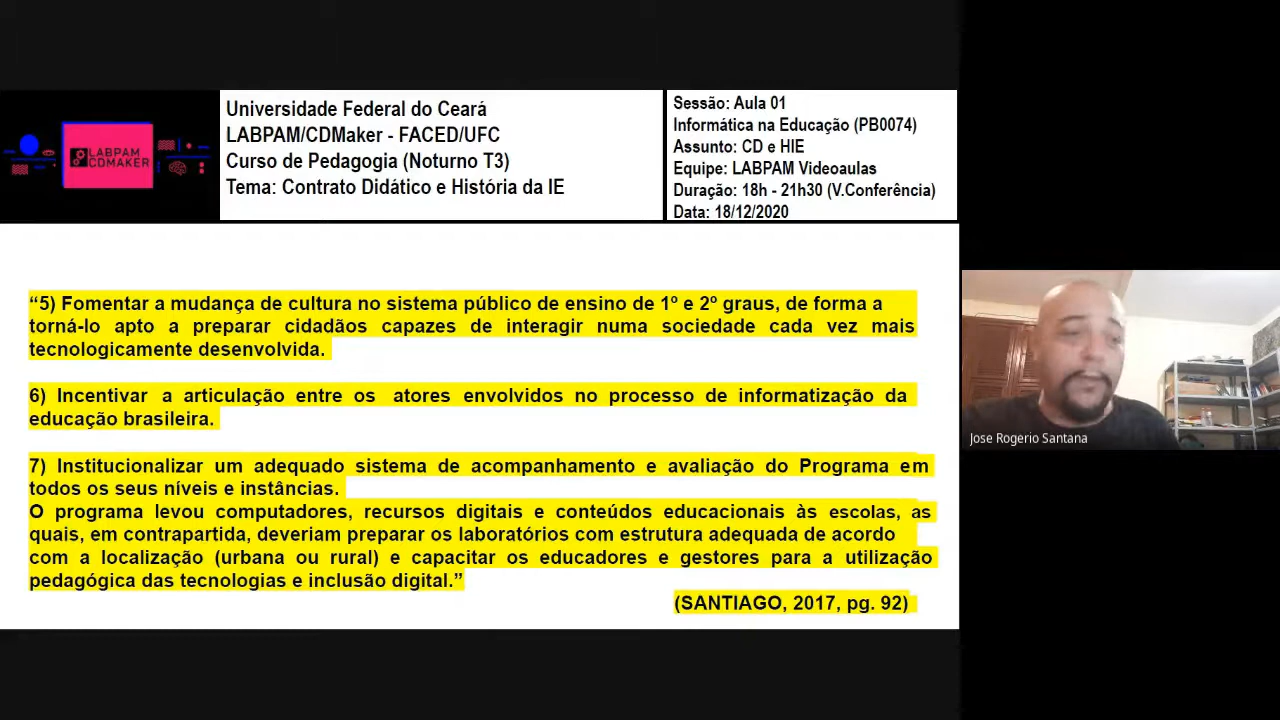 LABPAM
CDMAKER
Universidade Federal do Ceará
LABPAM/CDMaker - FACED/UFC
Curso de Pedagogia (Noturno T3)
Tema: Contrato Didático e História da IE
Sessão: Aula 01
Informática na Educação (PB0074)
Assunto: CD e HIE
Equipe: LABPAM Videoaulas
Duração: 18h - 21h30 (V.Conferência)
Data: 18/12/2020
“5) Fomentar a mudança de cultura no sistema público de ensino de 1º e 2º graus, de forma a
torná-lo apto a preparar cidadãos capazes de interagir numa sociedade cada vez mais
tecnologicamente desenvolvida.
6) Incentivar a articulação entre os atores envolvidos no processo de informatização da
educação brasileira.
7) Institucionalizar um adequado sistema de acompanhamento e avaliação do Programa em
todos os seus níveis e instâncias.
O programa levou computadores, recursos digitais e conteúdos educacionais às escolas, as
quais, em contrapartida, deveriam preparar os laboratórios com estrutura adequada de acordo
com a localização (urbana ou rural) e capacitar os educadores e gestores para a utilização
pedagógica das tecnologias e inclusão digital.”
(SANTIAGO, 2017, pg. 92)
Jose Rogerio Santana